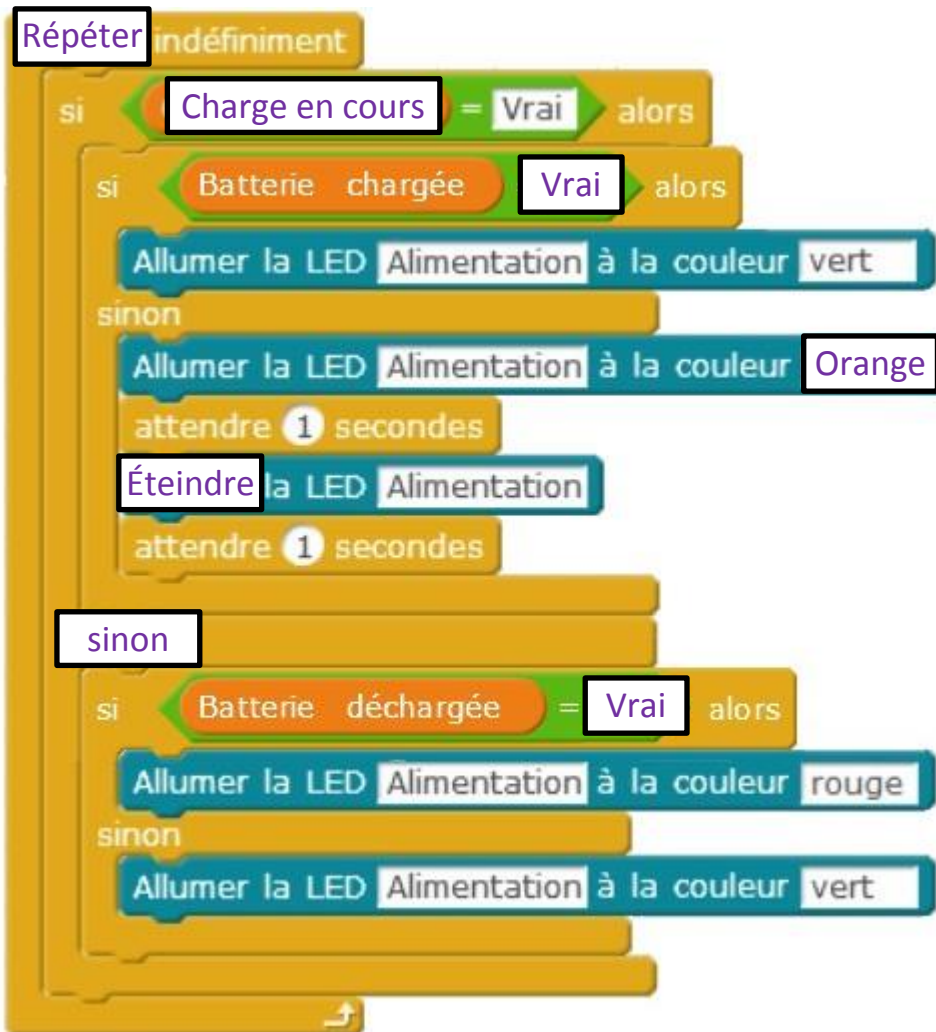 Répéter indéfiniment
si Charge en cours = Vrai alors
si Batterie chargée Vrai alors
Allumer la LED Alimentation à la couleur vert
sinon
Allumer la LED Alimentation à la couleur Orange
attendre 1 secondes
Éteindre la LED Alimentation
attendre 1 secondes
sinon
si Batterie déchargée = Vrai alors
Allumer la LED Alimentation à la couleur rouge
sinon
Allumer la LED Alimentation à la couleur vert